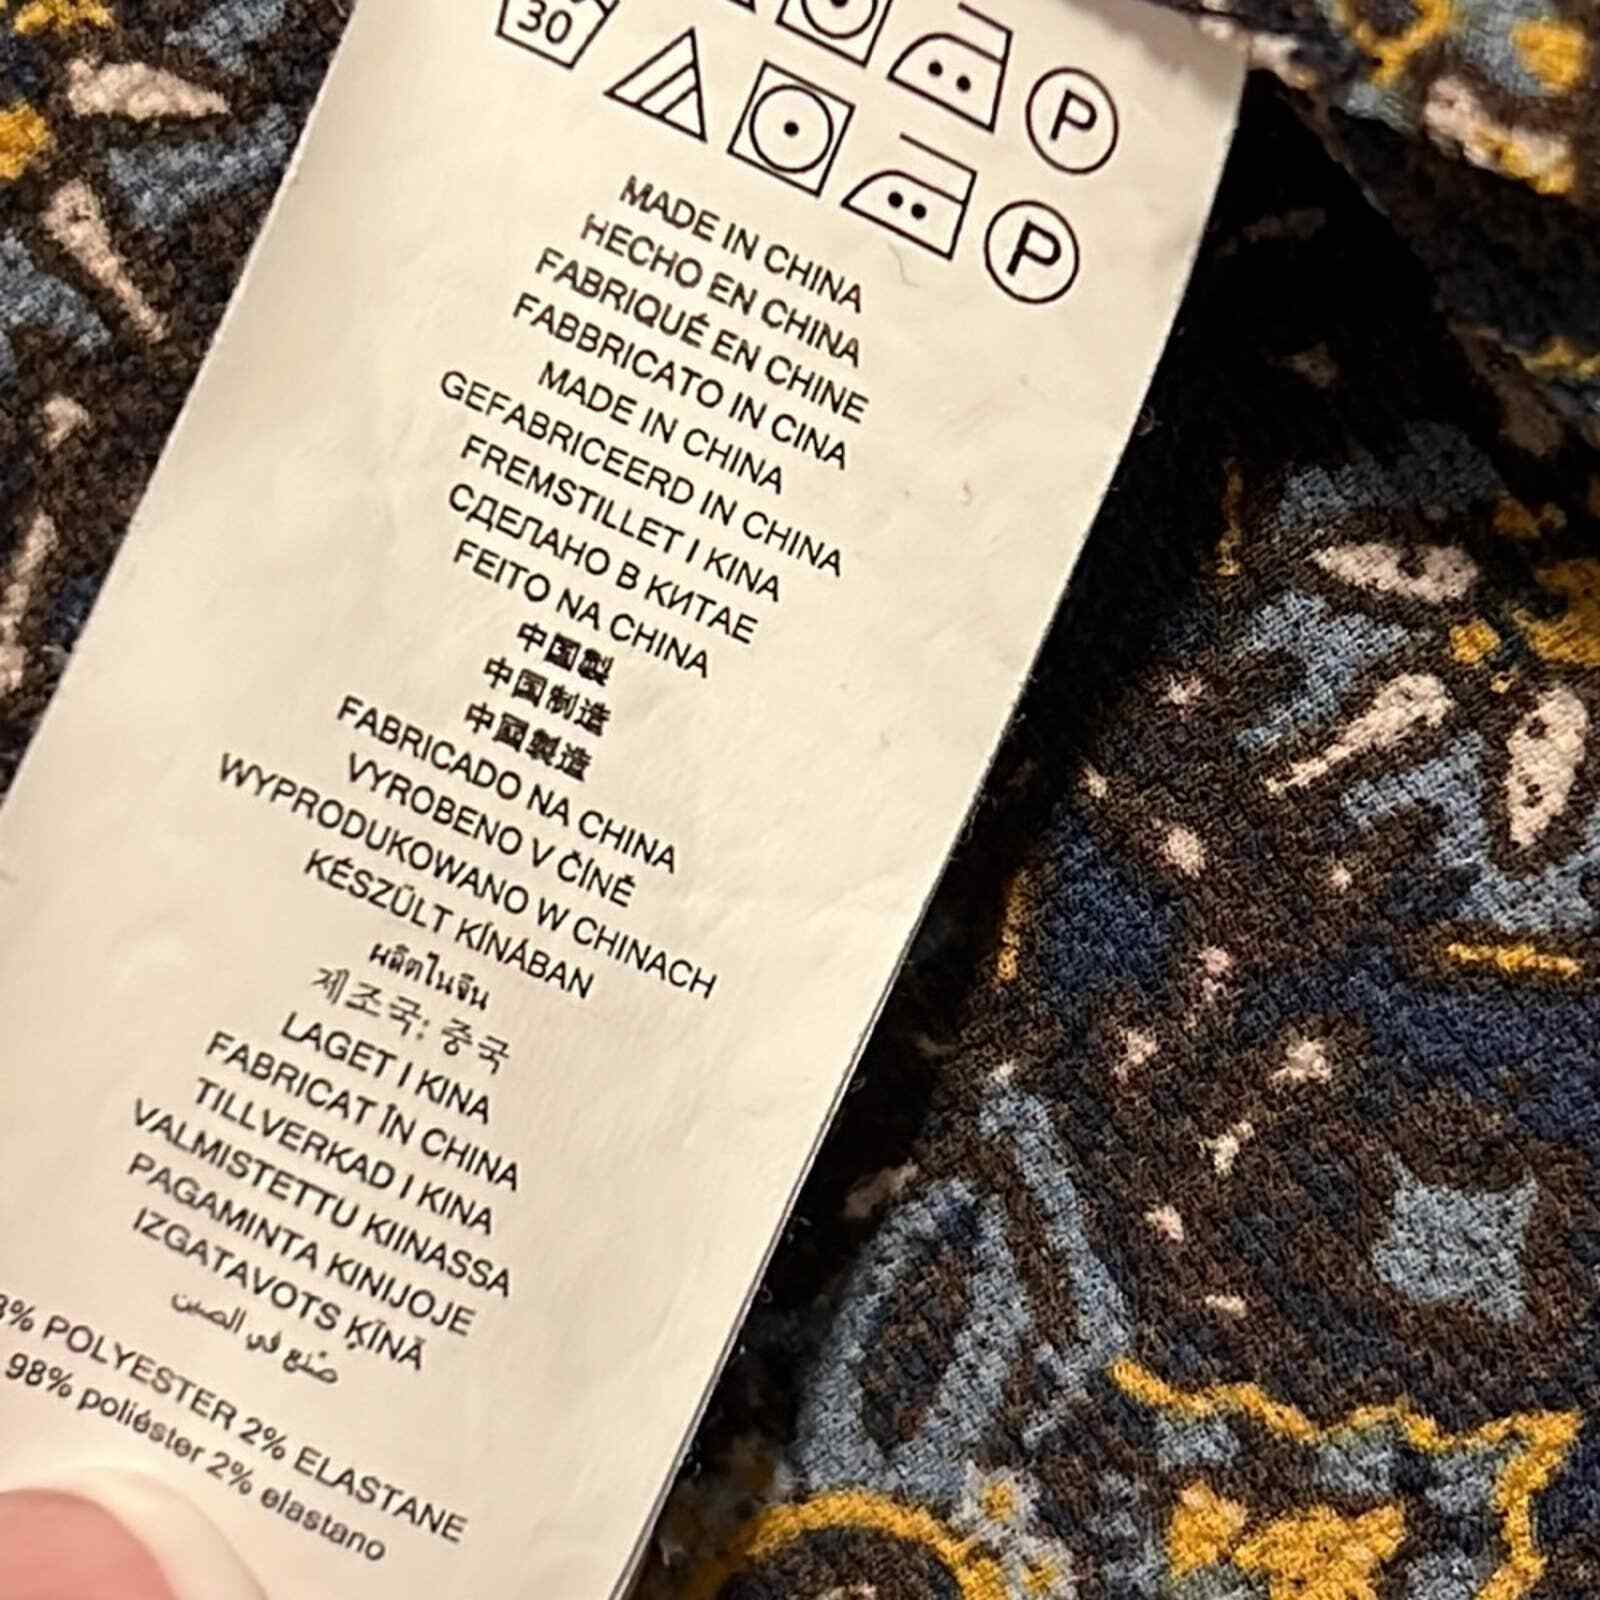 30
P
P
MADE IN CHINA
HECHO EN CHINA
FABRIQUÉ EN CHINE
FABBRICATO IN CINA
MADE IN CHINA
GEFABRICEERD IN CHINA
FREMSTILLET I KINA
СДЕЛАНО В КИТАЕ
FEITO NA CHINA
中国製
中国制造
中國製造
FABRICADO NA CHINA
VYROBENO V ČÍNĚ
WYPRODUKOWANO W CHINACH
KÉSZÜLT KÍNÁBAN
ผลิตในจีน
제조국: 중국
LAGET I KINA
FABRICAT ÎN CHINA
TILLVERKAD I KINA
VALMISTETTU KIINASSA
PAGAMINTA KINIJOJE
IZGATAVOTS ĶĪNĀ
صُنع في الصين
8% POLYESTER 2% ELASTANE
98% poliéster 2% elastano